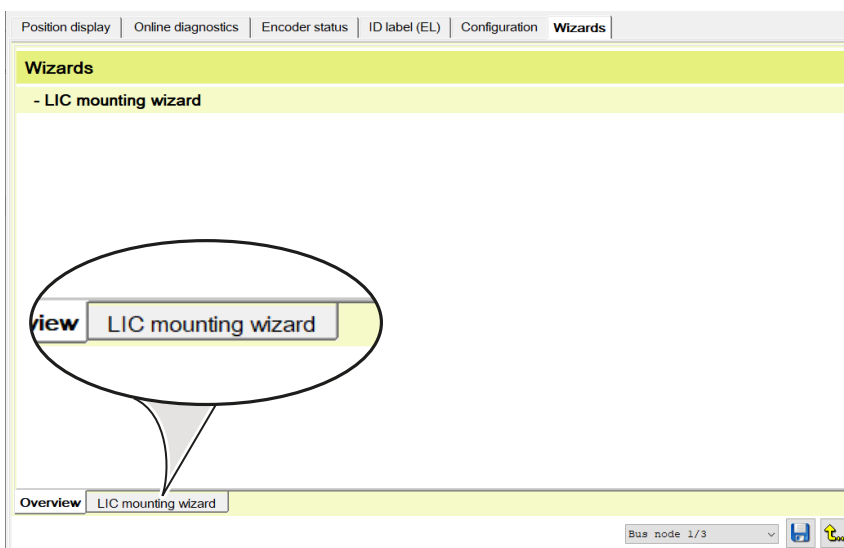 Position display Online diagnostics Encoder status ID label (EL) Configuration Wizards
Wizards
- LIC mounting wizard
view LIC mounting wizard
Overview LIC mounting wizard
Bus node 1/3